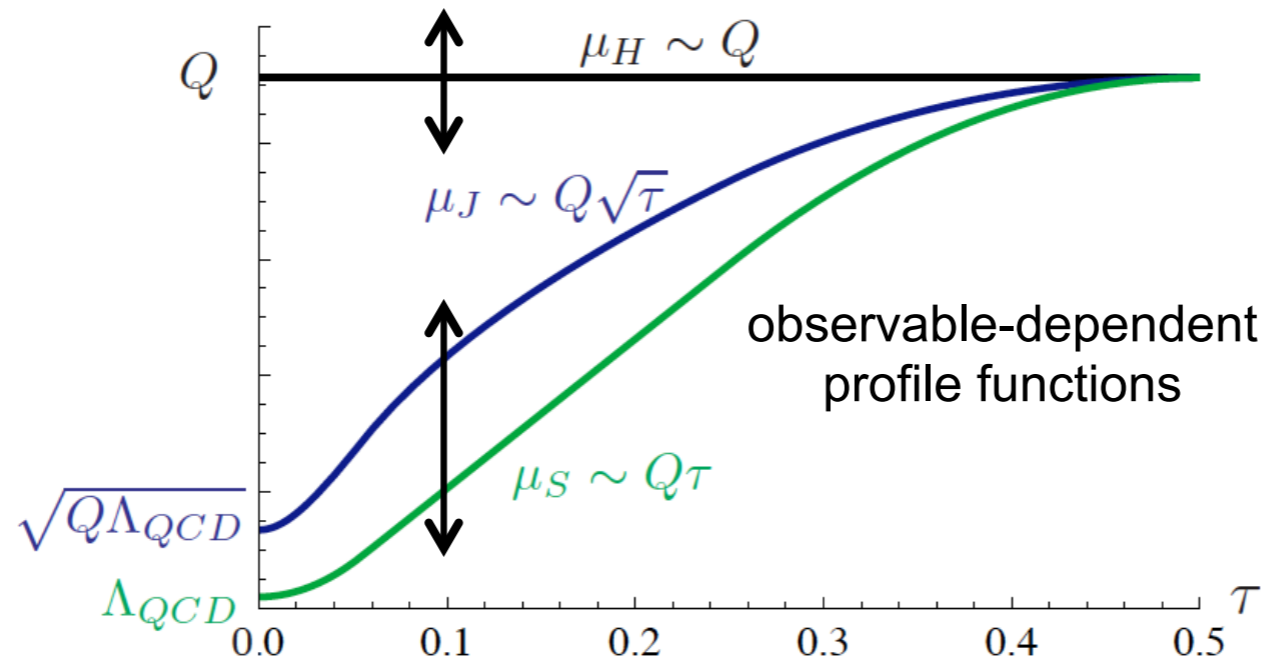 μ_H ∼ Q
Q
μ_J ∼ Q√τ
observable-dependent
profile functions
μ_S ∼ Qτ
√(QΛ_QCD)
Λ_QCD
τ
0.0 0.1 0.2 0.3 0.4 0.5